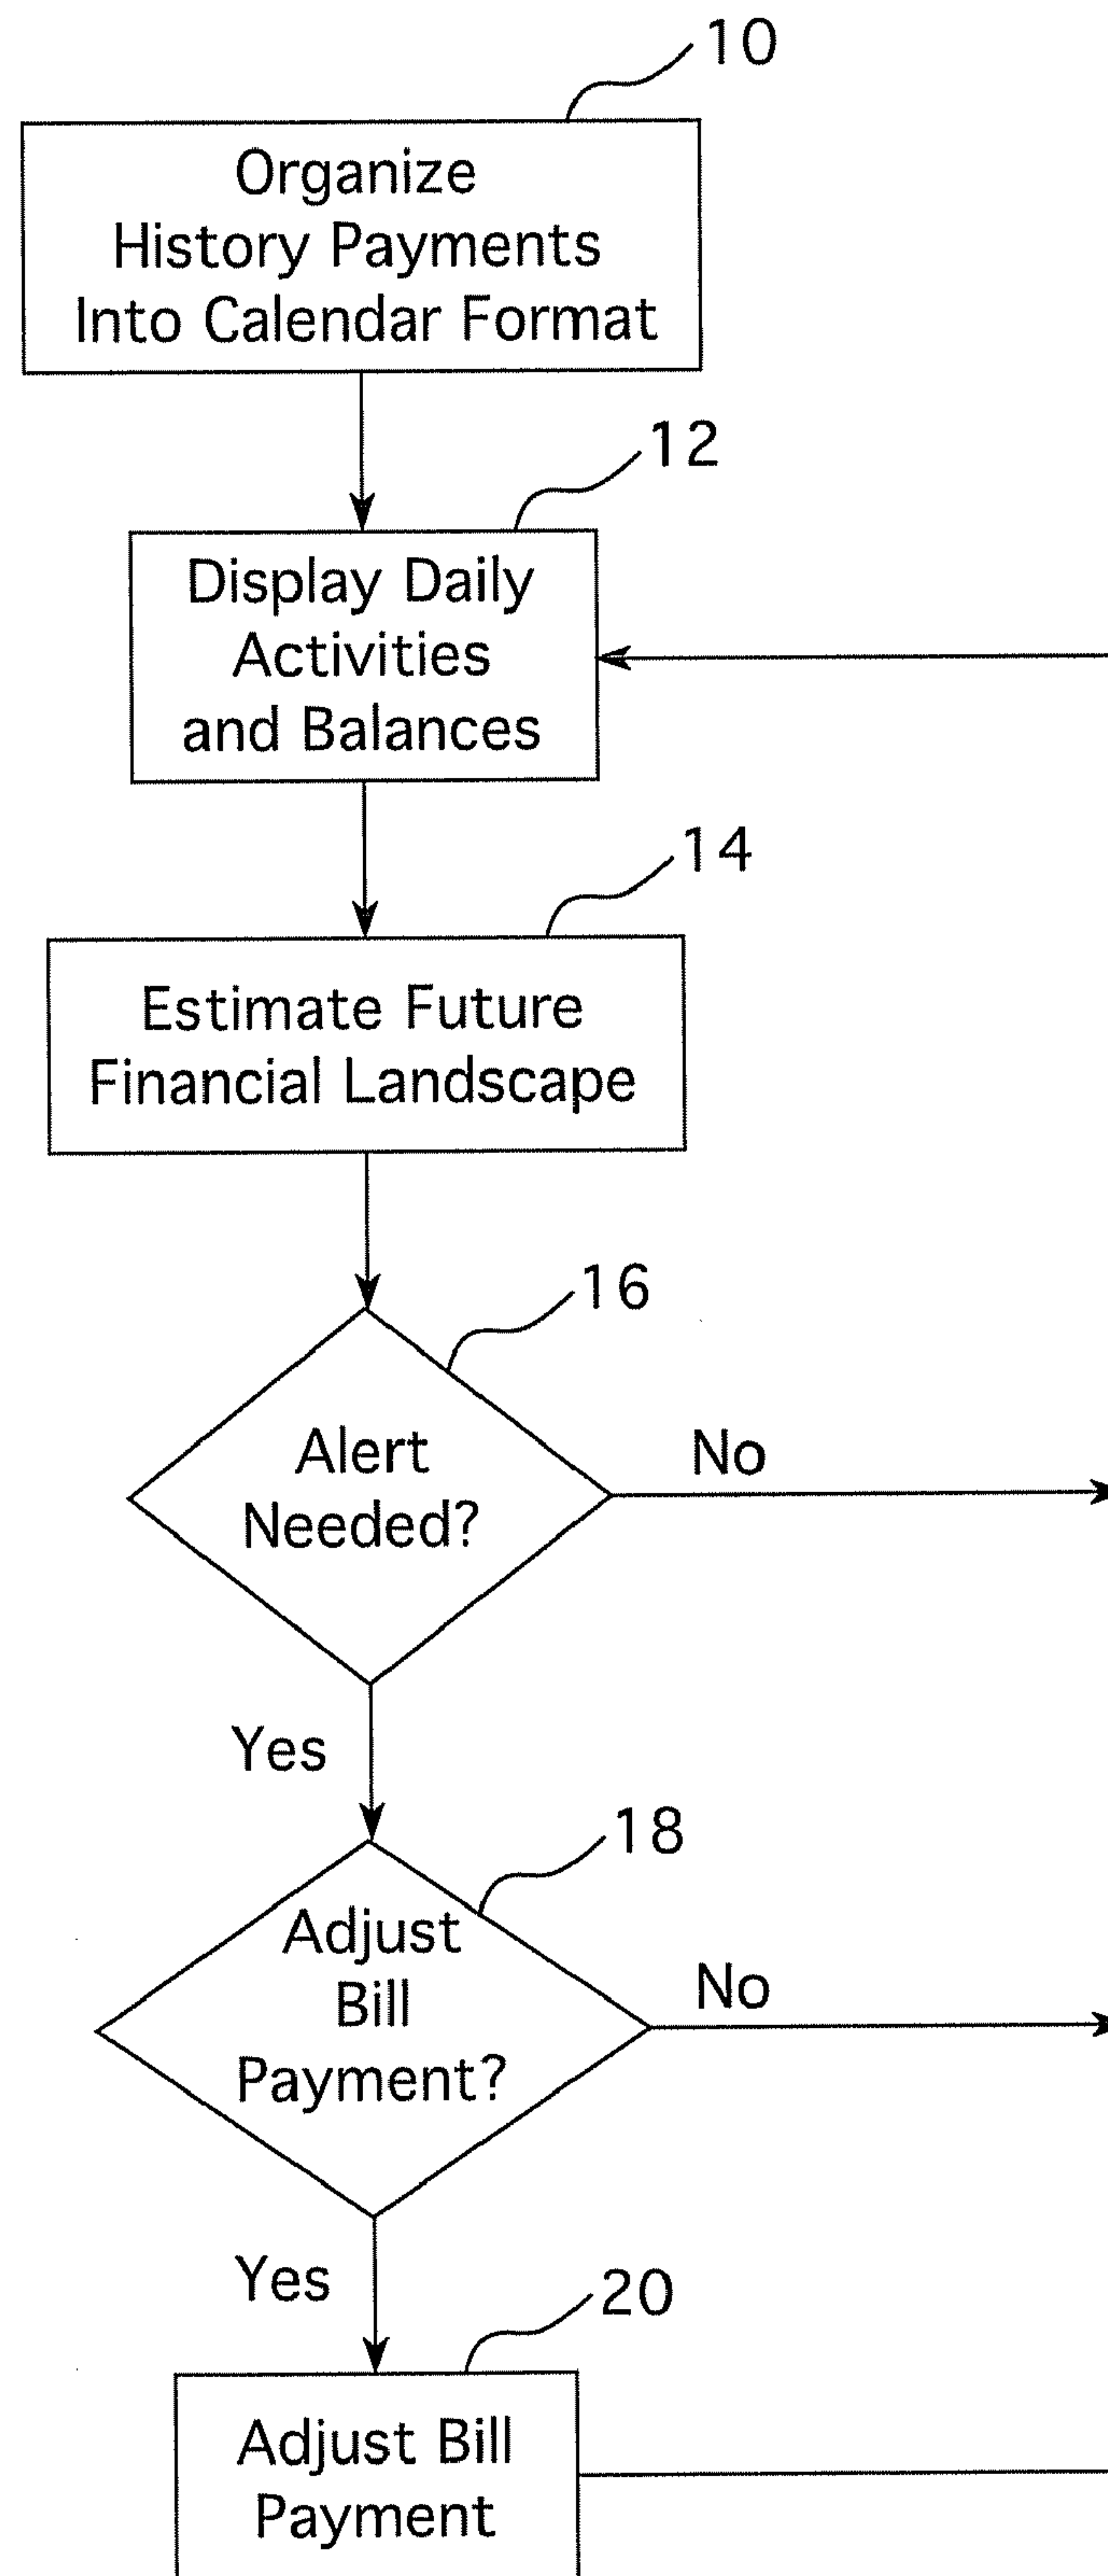 10
Organize
History Payments
Into Calendar Format
12
Display Daily
Activities
and Balances
14
Estimate Future
Financial Landscape
16
Alert
Needed?
No
Yes
18
Adjust
Bill
Payment?
No
Yes
20
Adjust Bill
Payment